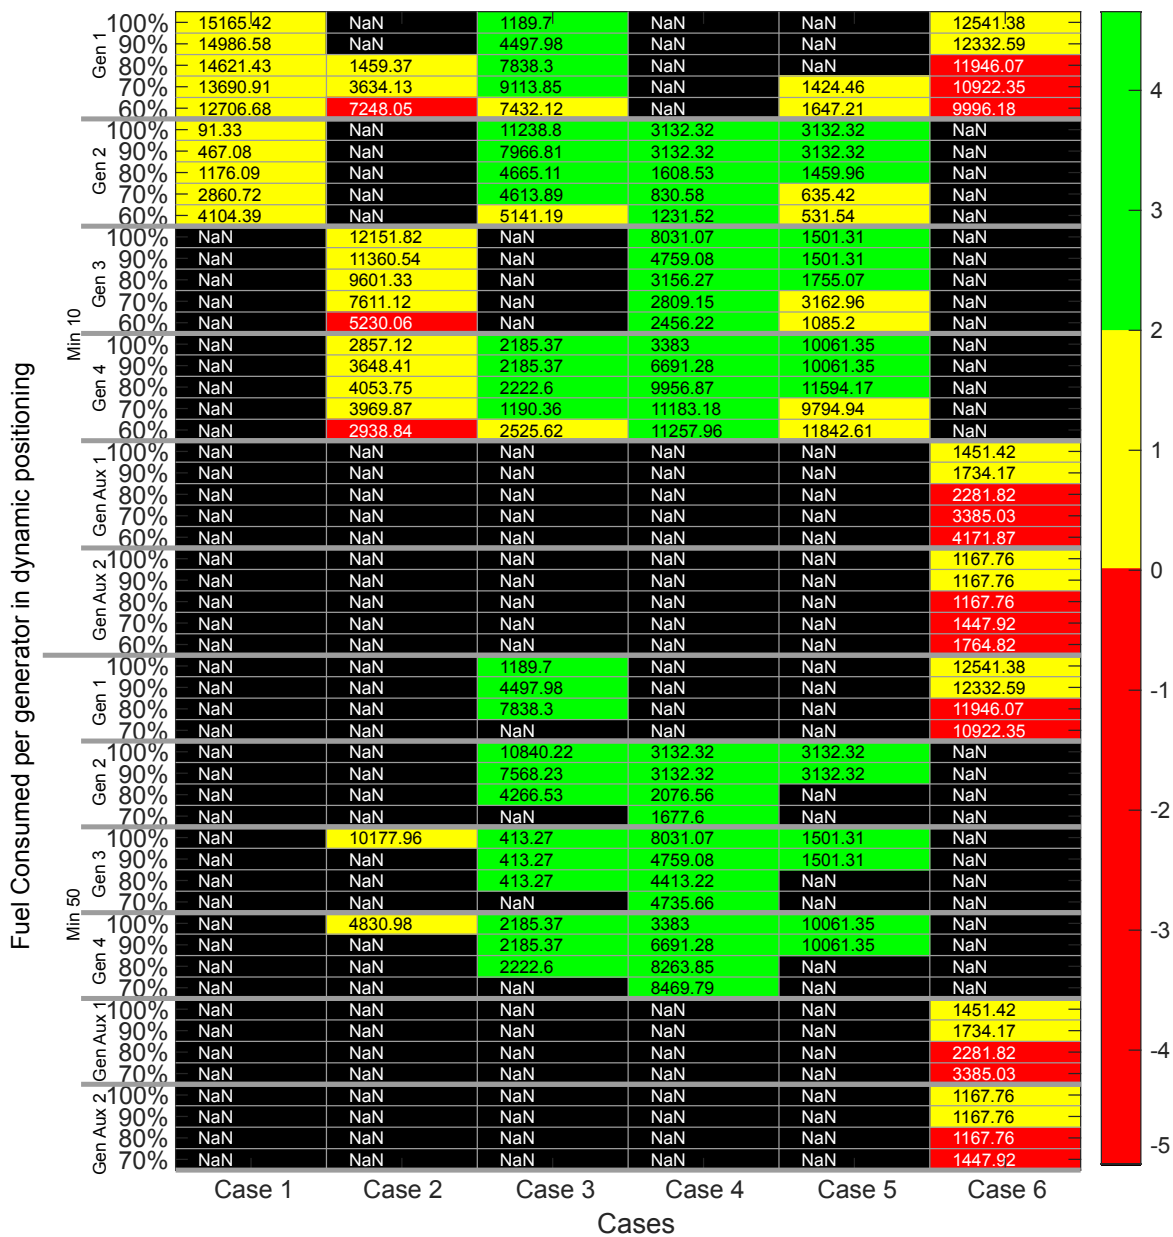 Fuel Consumed per generator in dynamic positioning
Min 10
Gen 1
100% 15165.42 NaN 1189.7 NaN NaN 12541.38
90% 14986.58 NaN 4497.98 NaN NaN 12332.59
80% 14621.43 1459.37 7838.3 NaN NaN 11946.07
70% 13690.91 3634.13 9113.85 NaN 1424.46 10922.35
60% 12706.68 7248.05 7432.12 NaN 1647.21 9996.18
Gen 2
100% 91.33 NaN 11238.8 3132.32 3132.32 NaN
90% 467.08 NaN 7966.81 3132.32 3132.32 NaN
80% 1176.09 NaN 4665.11 1608.53 1459.96 NaN
70% 2860.72 NaN 4613.89 830.58 635.42 NaN
60% 4104.39 NaN 5141.19 1231.52 531.54 NaN
Gen 3
100% NaN 12151.82 NaN 8031.07 1501.31 NaN
90% NaN 11360.54 NaN 4759.08 1501.31 NaN
80% NaN 9601.33 NaN 3156.27 1755.07 NaN
70% NaN 7611.12 NaN 2809.15 3162.96 NaN
60% NaN 5230.06 NaN 2456.22 1085.2 NaN
Gen 4
100% NaN 2857.12 2185.37 3383 10061.35 NaN
90% NaN 3648.41 2185.37 6691.28 10061.35 NaN
80% NaN 4053.75 2222.6 9956.87 11594.17 NaN
70% NaN 3969.87 1190.36 11183.18 9794.94 NaN
60% NaN 2938.84 2525.62 11257.96 11842.61 NaN
Gen Aux 1
100% NaN NaN NaN NaN NaN 1451.42
90% NaN NaN NaN NaN NaN 1734.17
80% NaN NaN NaN NaN NaN 2281.82
70% NaN NaN NaN NaN NaN 3385.03
60% NaN NaN NaN NaN NaN 4171.87
Gen Aux 2
100% NaN NaN NaN NaN NaN 1167.76
90% NaN NaN NaN NaN NaN 1167.76
80% NaN NaN NaN NaN NaN 1167.76
70% NaN NaN NaN NaN NaN 1447.92
60% NaN NaN NaN NaN NaN 1764.82
Min 50
Gen 1
100% NaN NaN 1189.7 NaN NaN 12541.38
90% NaN NaN 4497.98 NaN NaN 12332.59
80% NaN NaN 7838.3 NaN NaN 11946.07
70% NaN NaN NaN NaN NaN 10922.35
Gen 2
100% NaN NaN 10840.22 3132.32 3132.32 NaN
90% NaN NaN 7568.23 3132.32 3132.32 NaN
80% NaN NaN 4266.53 2076.56 NaN NaN
70% NaN NaN NaN 1677.6 NaN NaN
Gen 3
100% NaN 10177.96 413.27 8031.07 1501.31 NaN
90% NaN NaN 413.27 4759.08 1501.31 NaN
80% NaN NaN 413.27 4413.22 NaN NaN
70% NaN NaN NaN 4735.66 NaN NaN
Gen 4
100% NaN 4830.98 2185.37 3383 10061.35 NaN
90% NaN NaN 2185.37 6691.28 10061.35 NaN
80% NaN NaN 2222.6 8263.85 NaN NaN
70% NaN NaN NaN 8469.79 NaN NaN
Gen Aux 1
100% NaN NaN NaN NaN NaN 1451.42
90% NaN NaN NaN NaN NaN 1734.17
80% NaN NaN NaN NaN NaN 2281.82
70% NaN NaN NaN NaN NaN 3385.03
Gen Aux 2
100% NaN NaN NaN NaN NaN 1167.76
90% NaN NaN NaN NaN NaN 1167.76
80% NaN NaN NaN NaN NaN 1167.76
70% NaN NaN NaN NaN NaN 1447.92
Case 1 Case 2 Case 3 Case 4 Case 5 Case 6
Cases
4
3
2
1
0
-1
-2
-3
-4
-5